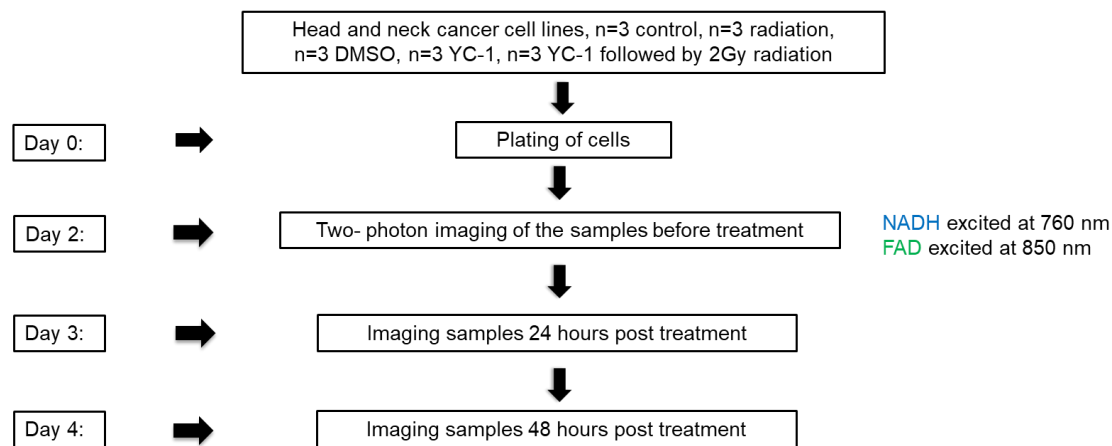 Head and neck cancer cell lines, n=3 control, n=3 radiation,
n=3 DMSO, n=3 YC-1, n=3 YC-1 followed by 2Gy radiation
Day 0:
Plating of cells
Day 2:
Two- photon imaging of the samples before treatment
NADH excited at 760 nm
FAD excited at 850 nm
Day 3:
Imaging samples 24 hours post treatment
Day 4:
Imaging samples 48 hours post treatment